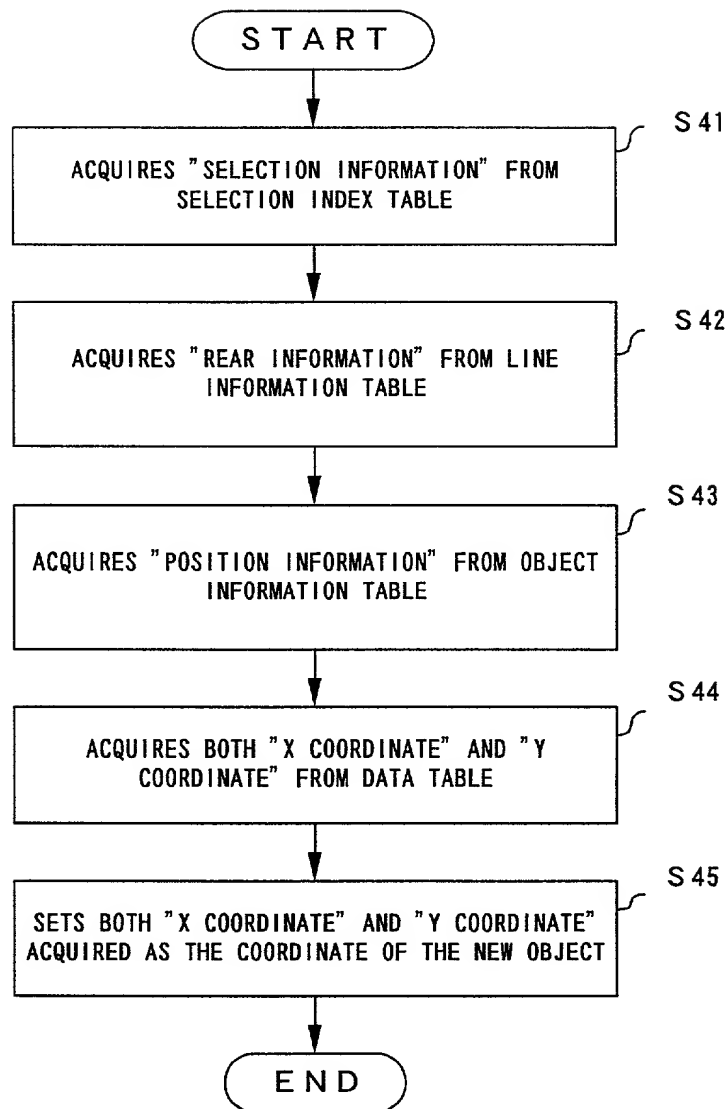 START
S41
ACQUIRES "SELECTION INFORMATION" FROM
SELECTION INDEX TABLE
S42
ACQUIRES "REAR INFORMATION" FROM LINE
INFORMATION TABLE
S43
ACQUIRES "POSITION INFORMATION" FROM OBJECT
INFORMATION TABLE
S44
ACQUIRES BOTH "X COORDINATE" AND "Y
COORDINATE" FROM DATA TABLE
S45
SETS BOTH "X COORDINATE" AND "Y COORDINATE"
ACQUIRED AS THE COORDINATE OF THE NEW OBJECT
END